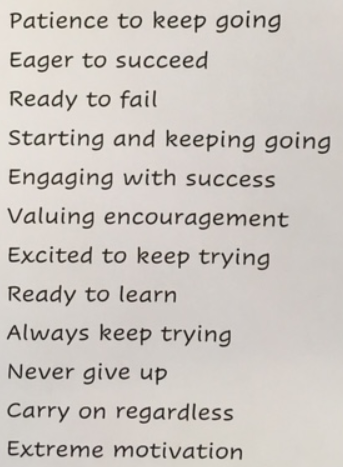 Patience to keep going
Eager to succeed
Ready to fail
Starting and keeping going
Engaging with success
Valuing encouragement
Excited to keep trying
Ready to learn
Always keep trying
Never give up
Carry on regardless
Extreme motivation